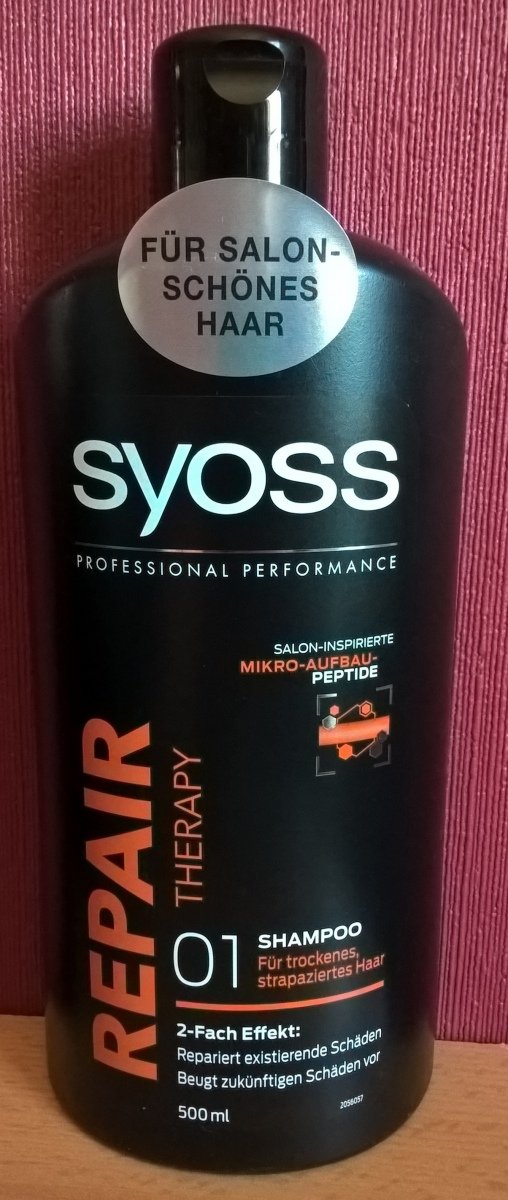 FÜR SALON-
SCHÖNES
HAAR
syoss
PROFESSIONAL PERFORMANCE
SALON-INSPIRIERTE
MIKRO-AUFBAU-
PEPTIDE
REPAIR
THERAPY
01 SHAMPOO
Für trockenes,
strapaziertes Haar
2-Fach Effekt:
Repariert existierende Schäden
Beugt zukünftigen Schäden vor
500 ml
2056057